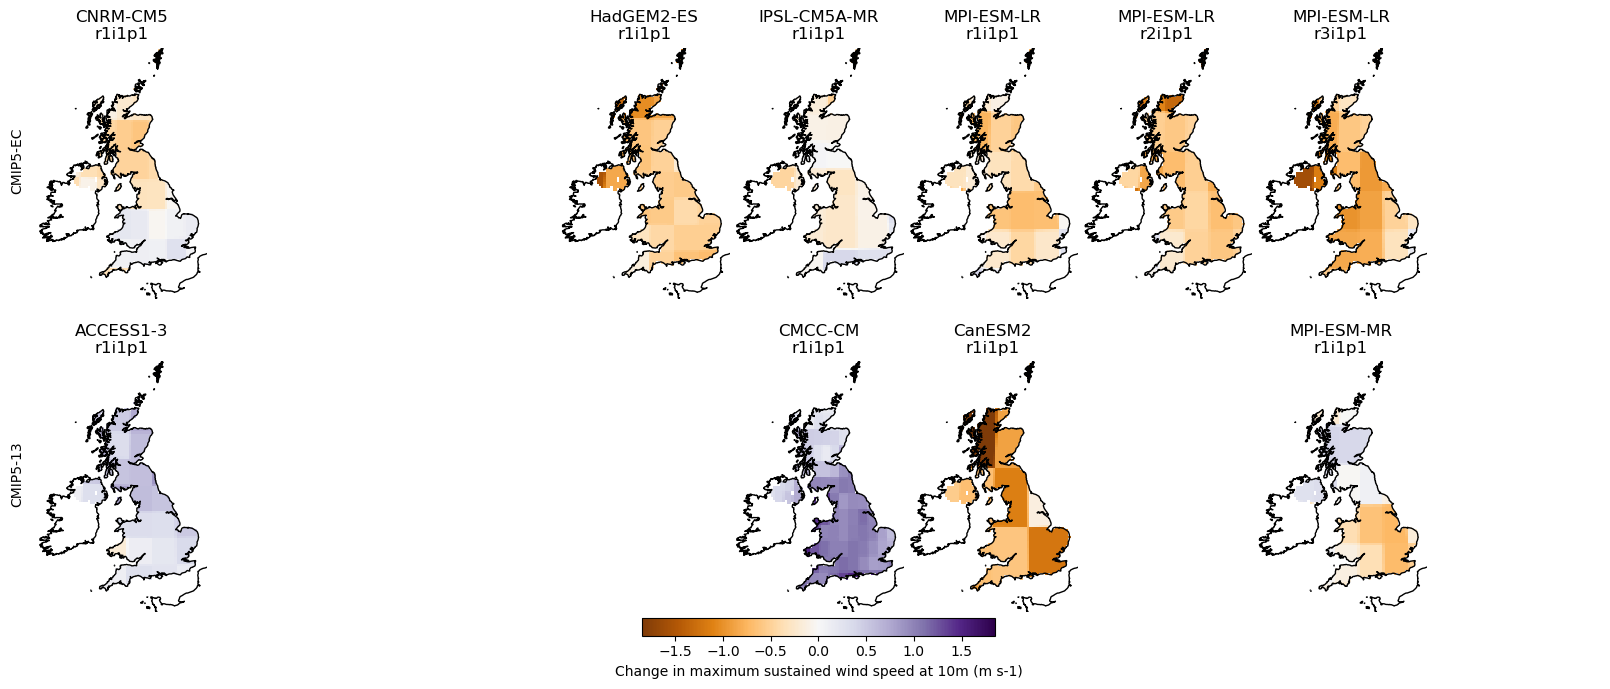 CNRM-CM5
r1i1p1
HadGEM2-ES
r1i1p1
IPSL-CM5A-MR
r1i1p1
MPI-ESM-LR
r1i1p1
MPI-ESM-LR
r2i1p1
MPI-ESM-LR
r3i1p1
CMIP5-EC
ACCESS1-3
r1i1p1
CMCC-CM
r1i1p1
CanESM2
r1i1p1
MPI-ESM-MR
r1i1p1
CMIP5-13
−1.5 −1.0 −0.5 0.0 0.5 1.0 1.5
Change in maximum sustained wind speed at 10m (m s-1)